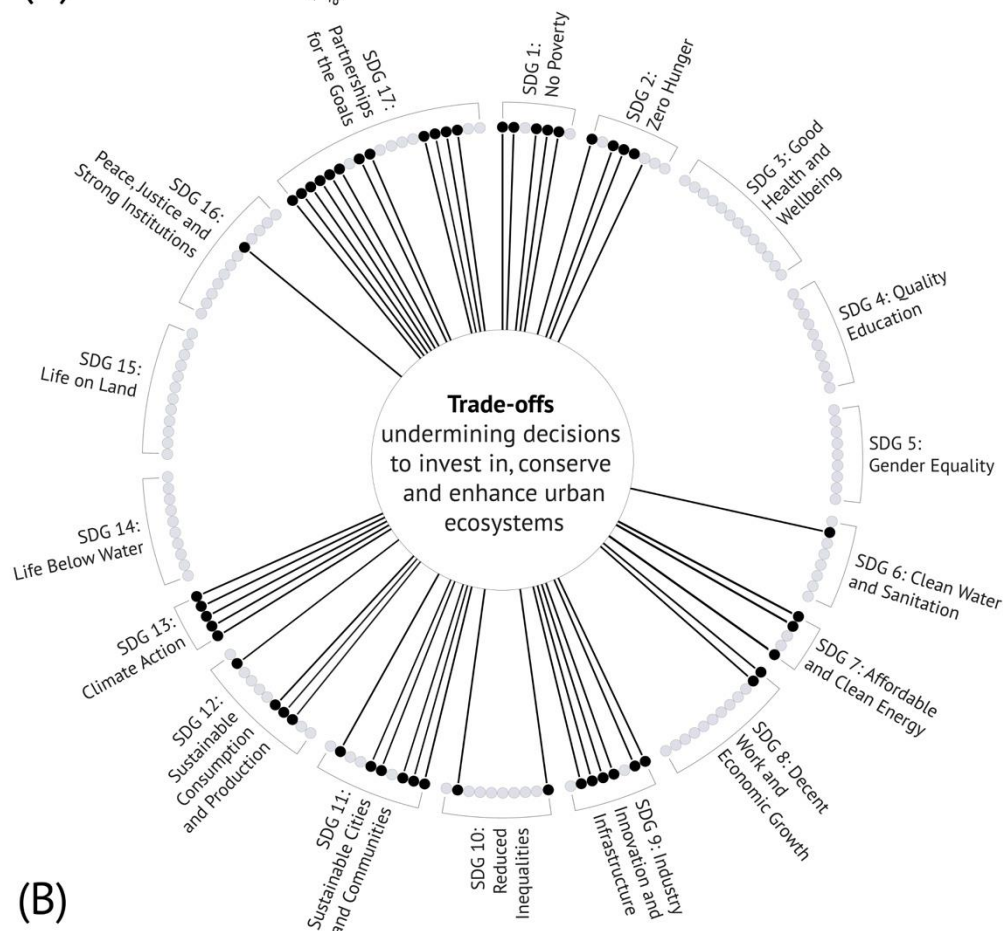 SDG 17:
Partnerships
for the Goals
SDG 1:
No Poverty
SDG 2:
Zero Hunger
SDG 3: Good
Health and
Wellbeing
SDG 4: Quality
Education
SDG 5:
Gender Equality
SDG 6: Clean Water
and Sanitation
SDG 7: Affordable
and Clean Energy
SDG 8: Decent
Work and
Economic Growth
SDG 9: Industry
Innovation and
Infrastructure
SDG 10:
Reduced
Inequalities
SDG 11:
Sustainable Cities
and Communities
SDG 12:
Sustainable
Consumption
and Production
SDG 13:
Climate Action
SDG 14:
Life Below Water
SDG 15:
Life on Land
SDG 16:
Peace, Justice and
Strong Institutions
Trade-offs
undermining decisions
to invest in, conserve
and enhance urban
ecosystems
(B)